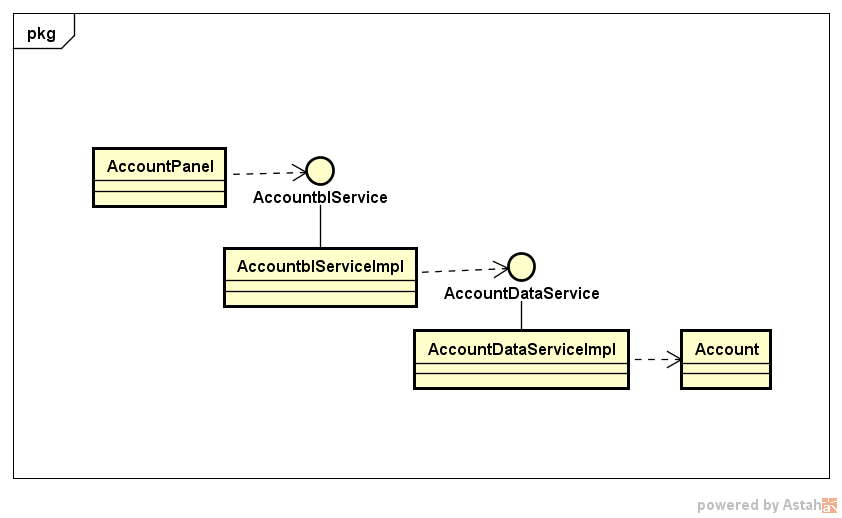 pkg
AccountPanel
AccountblService
AccountblServiceImpl
AccountDataService
AccountDataServiceImpl
Account
powered by Astah